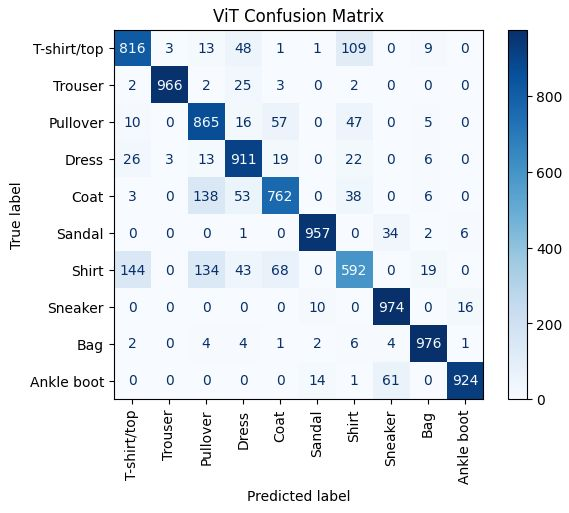 ViT Confusion Matrix
T-shirt/top 816 3 13 48 1 1 109 0 9 0
Trouser 2 966 2 25 3 0 2 0 0 0
Pullover 10 0 865 16 57 0 47 0 5 0
Dress 26 3 13 911 19 0 22 0 6 0
Coat 3 0 138 53 762 0 38 0 6 0
Sandal 0 0 0 1 0 957 0 34 2 6
Shirt 144 0 134 43 68 0 592 0 19 0
Sneaker 0 0 0 0 0 10 0 974 0 16
Bag 2 0 4 4 1 2 6 4 976 1
Ankle boot 0 0 0 0 0 14 1 61 0 924
T-shirt/top Trouser Pullover Dress Coat Sandal Shirt Sneaker Bag Ankle boot
Predicted label
True label
800
600
400
200
0